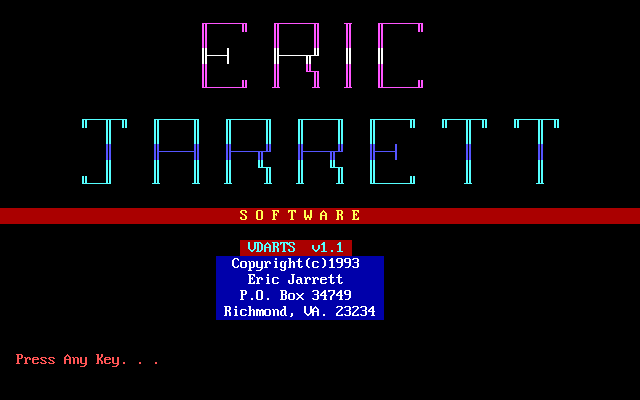 ERIC
JARRETT
SOFTWARE
VDARTS v1.1
Copyright(c)1993
Eric Jarrett
P.O. Box 34749
Richmond, VA. 23234
Press Any Key. . .